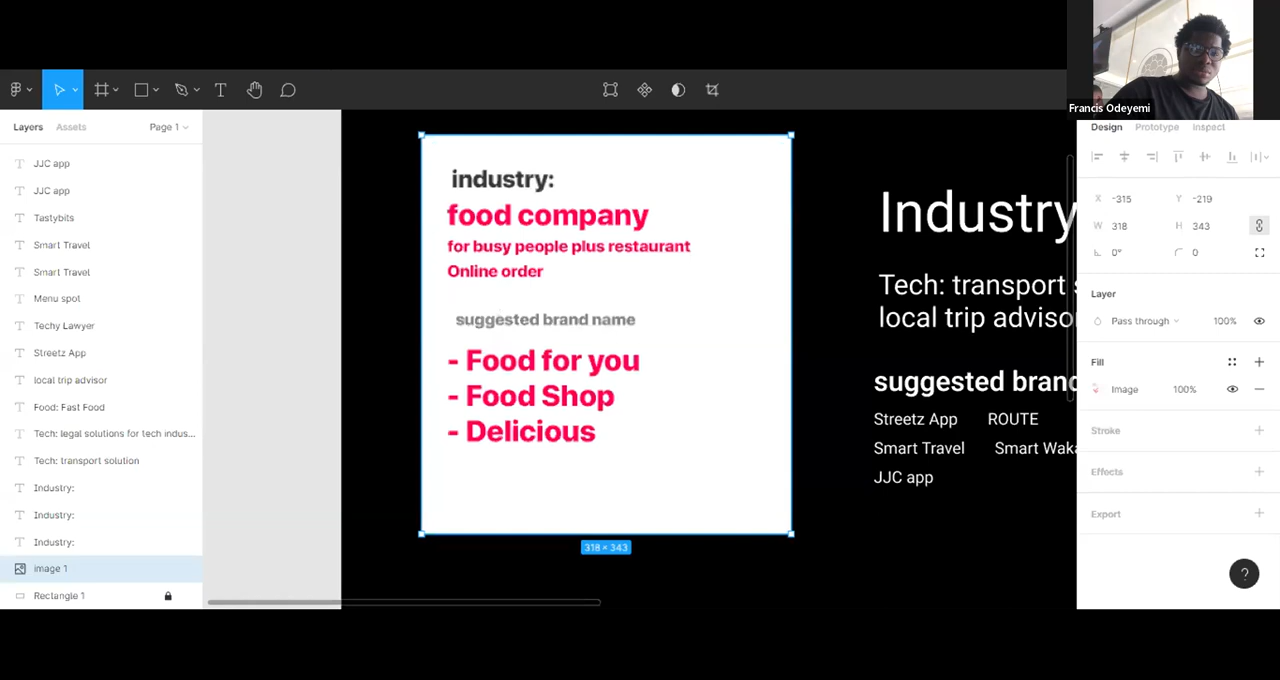 Francis Odeyemi
Layers
Assets
Page 1
Design
Prototype
Inspect
JJC app
JJC app
Tastybits
Smart Travel
Smart Travel
Menu spot
Techy Lawyer
Streetz App
local trip advisor
Food: Fast Food
Tech: legal solutions for tech indus...
Tech: transport solution
Industry:
Industry:
Industry:
image 1
Rectangle 1
industry:
food company
for busy people plus restaurant
Online order
suggested brand name
- Food for you
- Food Shop
- Delicious
318 × 343
Industry
Tech: transport s
local trip advisor
suggested brand
Streetz App ROUTE
Smart Travel Smart Waka
JJC app
X -315 Y -219
W 318 H 343
0° 0
Layer
Pass through 100%
Fill
Image 100%
Stroke
Effects
Export
?